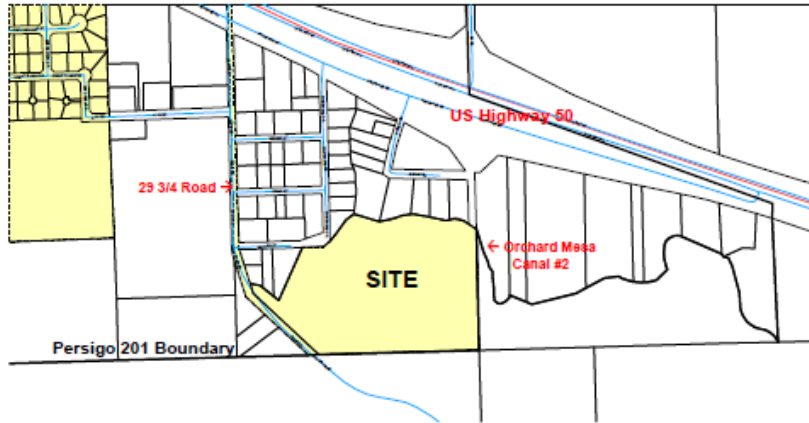 US Highway 50
29 3/4 Road →
← Orchard Mesa
Canal #2
SITE
Persigo 201 Boundary